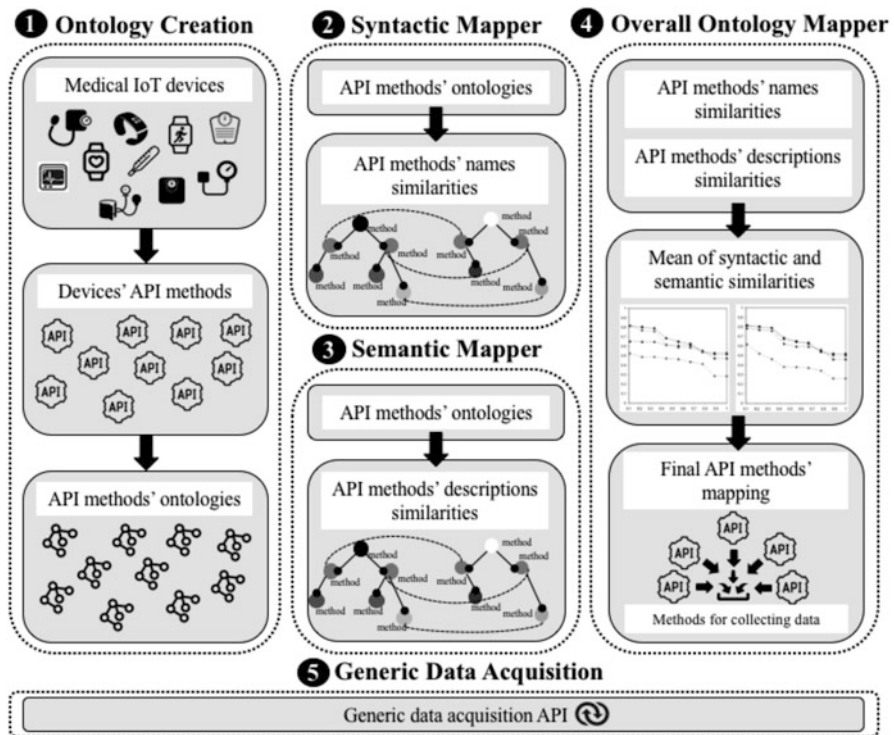 1 Ontology Creation
Medical IoT devices
Devices' API methods
API
API
API
API
API
API
API
API
API
API
API methods' ontologies
2 Syntactic Mapper
API methods' ontologies
API methods' names
similarities
method
method
method
method
method
method
method
method
method
method
3 Semantic Mapper
API methods' ontologies
API methods' descriptions
similarities
method
method
method
method
method
method
method
method
method
method
4 Overall Ontology Mapper
API methods' names
similarities
API methods' descriptions
similarities
Mean of syntactic and
semantic similarities
Final API methods'
mapping
API
API
API
API
API
Methods for collecting data
5 Generic Data Acquisition
Generic data acquisition API